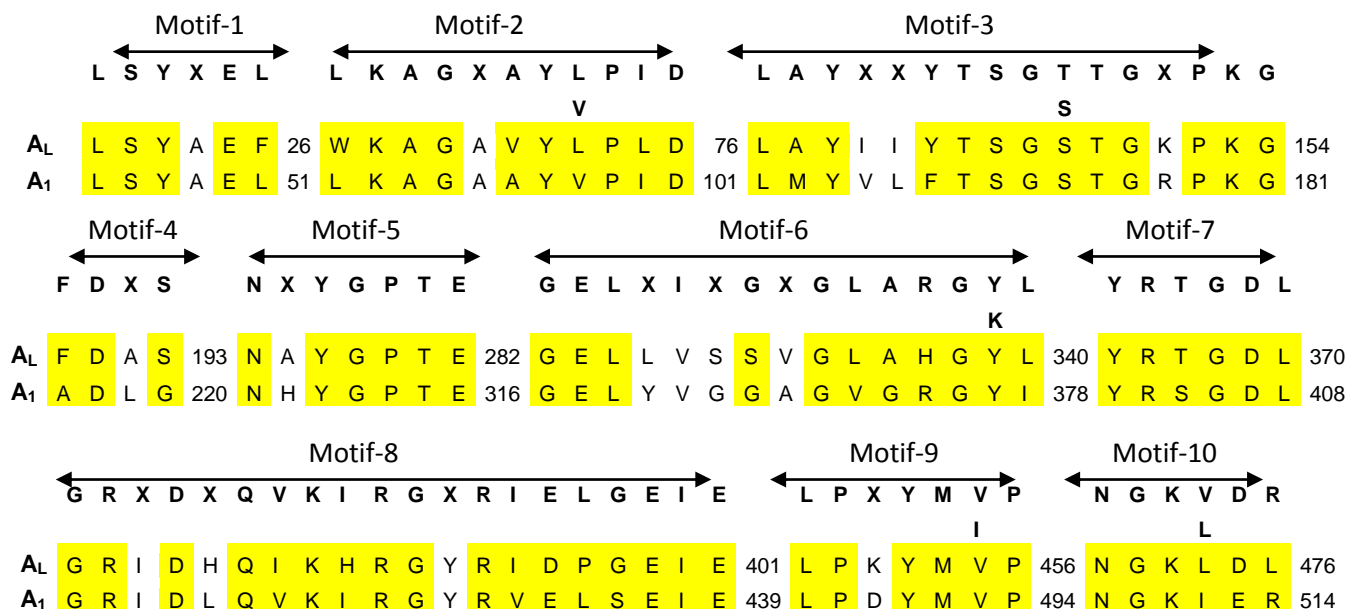 Motif-1 Motif-2 Motif-3
L S Y X E L L K A G X A Y L P I D L A Y X X Y T S G T T G X P K G
V S
AL L S Y A E F 26 W K A G A V Y L P L D 76 L A Y I I Y T S G S T G K P K G 154
A1 L S Y A E L 51 L K A G A A Y V P I D 101 L M Y V L F T S G S T G R P K G 181
Motif-4 Motif-5 Motif-6 Motif-7
F D X S N X Y G P T E G E L X I X G X G L A R G Y L Y R T G D L
K
AL F D A S 193 N A Y G P T E 282 G E L L V S S V G L A H G Y L 340 Y R T G D L 370
A1 A D L G 220 N H Y G P T E 316 G E L Y V G G A G V G R G Y I 378 Y R S G D L 408
Motif-8 Motif-9 Motif-10
G R X D X Q V K I R G X R I E L G E I E L P X Y M V P N G K V D R
I L
AL G R I D H Q I K H R G Y R I D P G E I E 401 L P K Y M V P 456 N G K L D L 476
A1 G R I D L Q V K I R G Y R V E L S E I E 439 L P D Y M V P 494 N G K I E R 514